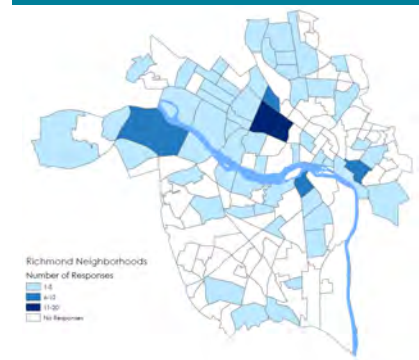 Richmond Neighborhoods
Number of Responses
1-5
6-10
11-20
No Responses